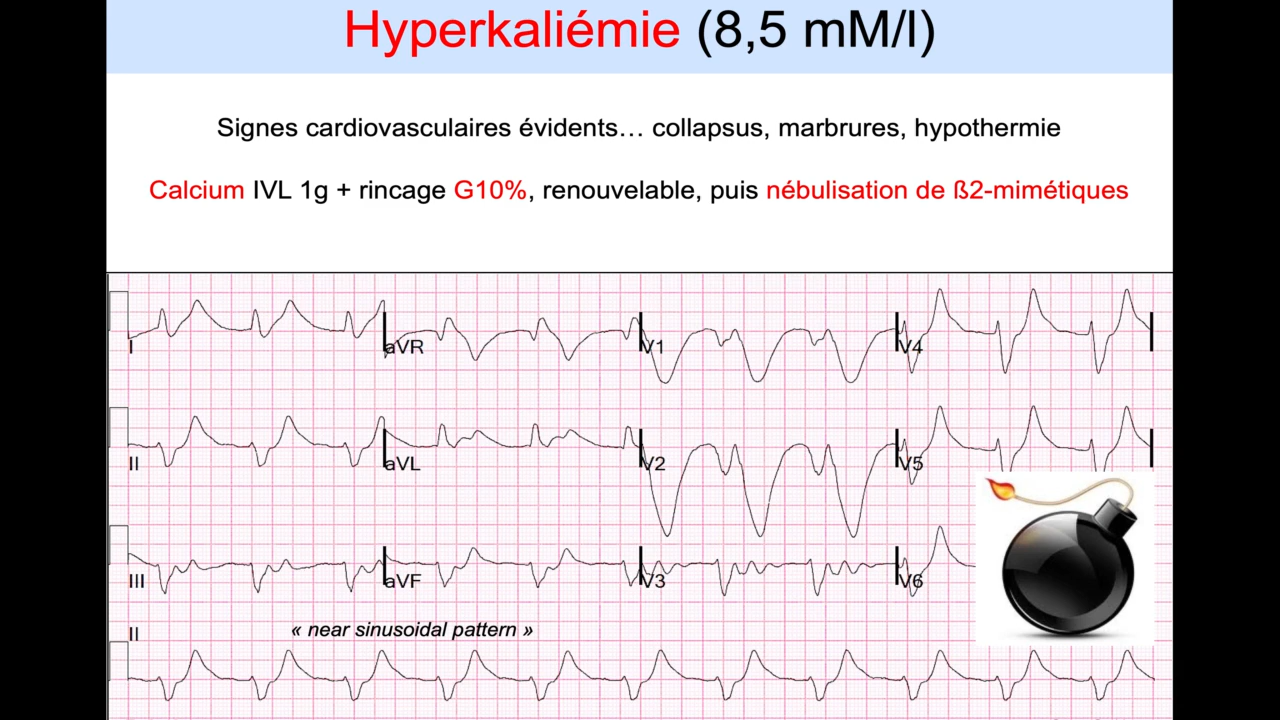 Hyperkaliémie (8,5 mM/l)
Signes cardiovasculaires évidents… collapsus, marbrures, hypothermie
Calcium IVL 1g + rincage G10%, renouvelable, puis nébulisation de ß2-mimétiques
I aVR V1 V4
II aVL V2 V5
III aVF V3 V6
II
« near sinusoidal pattern »